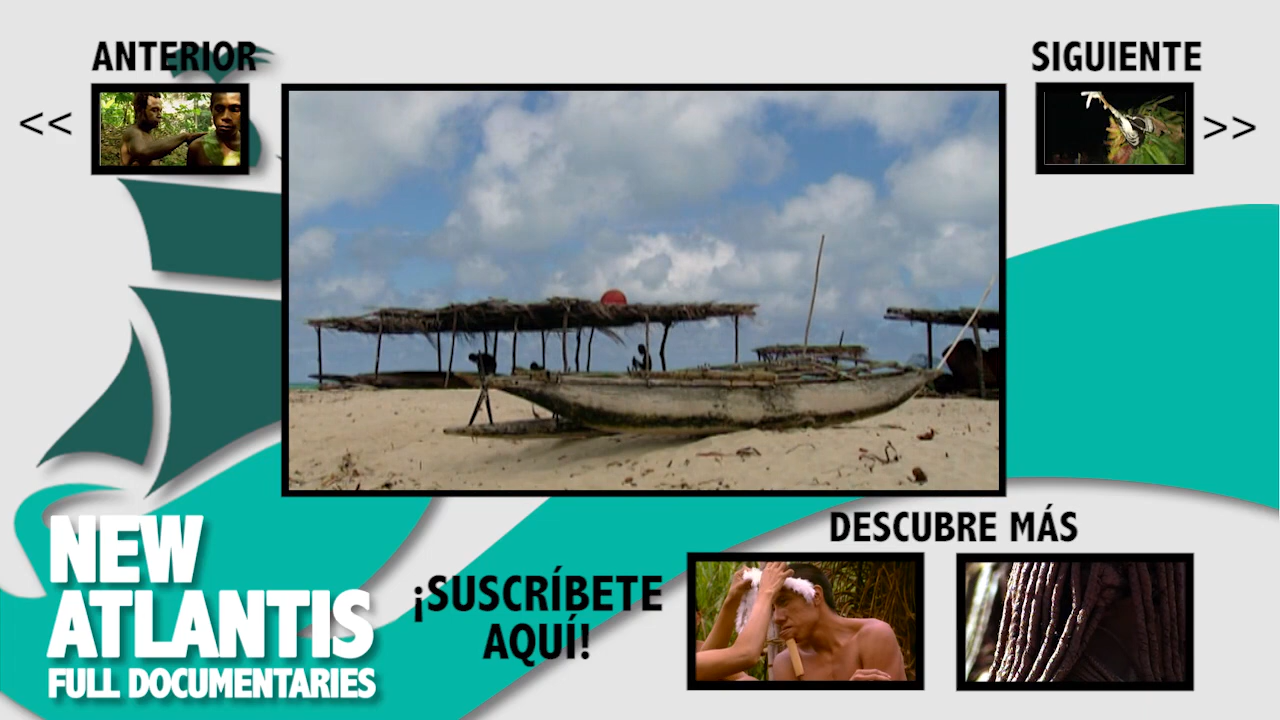 ANTERIOR
SIGUIENTE
<<
>>
DESCUBRE MÁS
NEW
ATLANTIS
FULL DOCUMENTARIES
¡SUSCRÍBETE
AQUÍ!